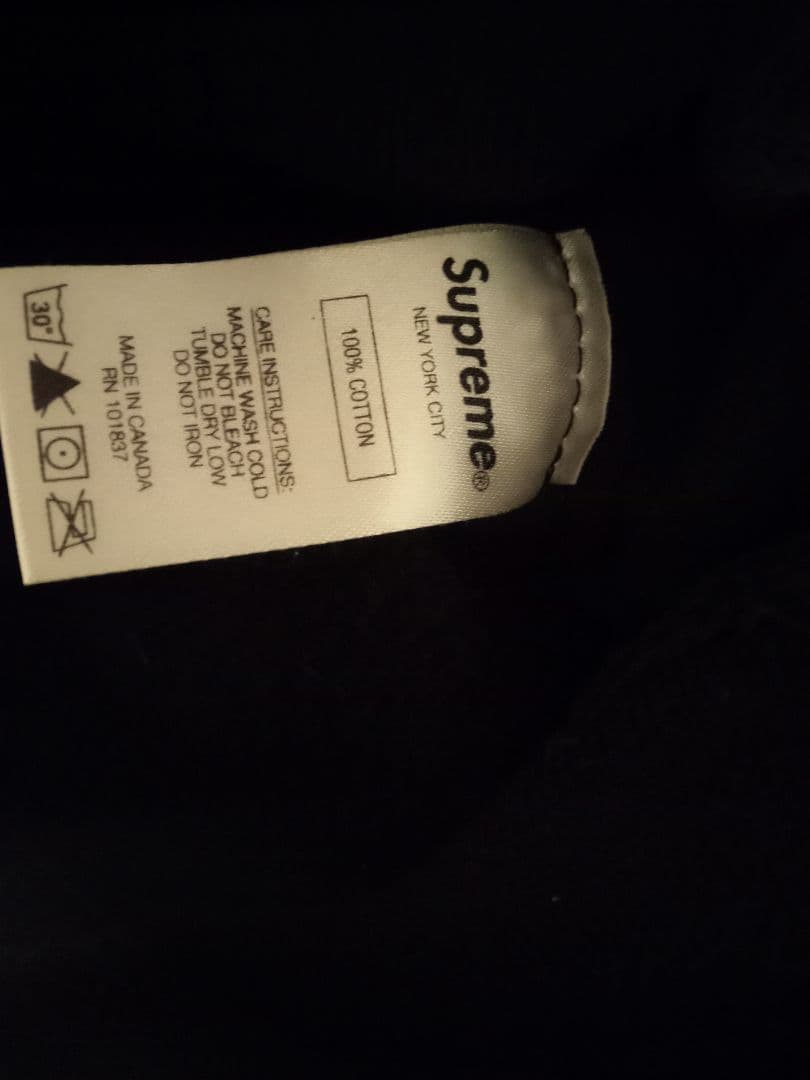 Supreme®
NEW YORK CITY
100% COTTON
CARE INSTRUCTIONS:
MACHINE WASH COLD
DO NOT BLEACH
TUMBLE DRY LOW
DO NOT IRON
MADE IN CANADA
RN 101837
30°